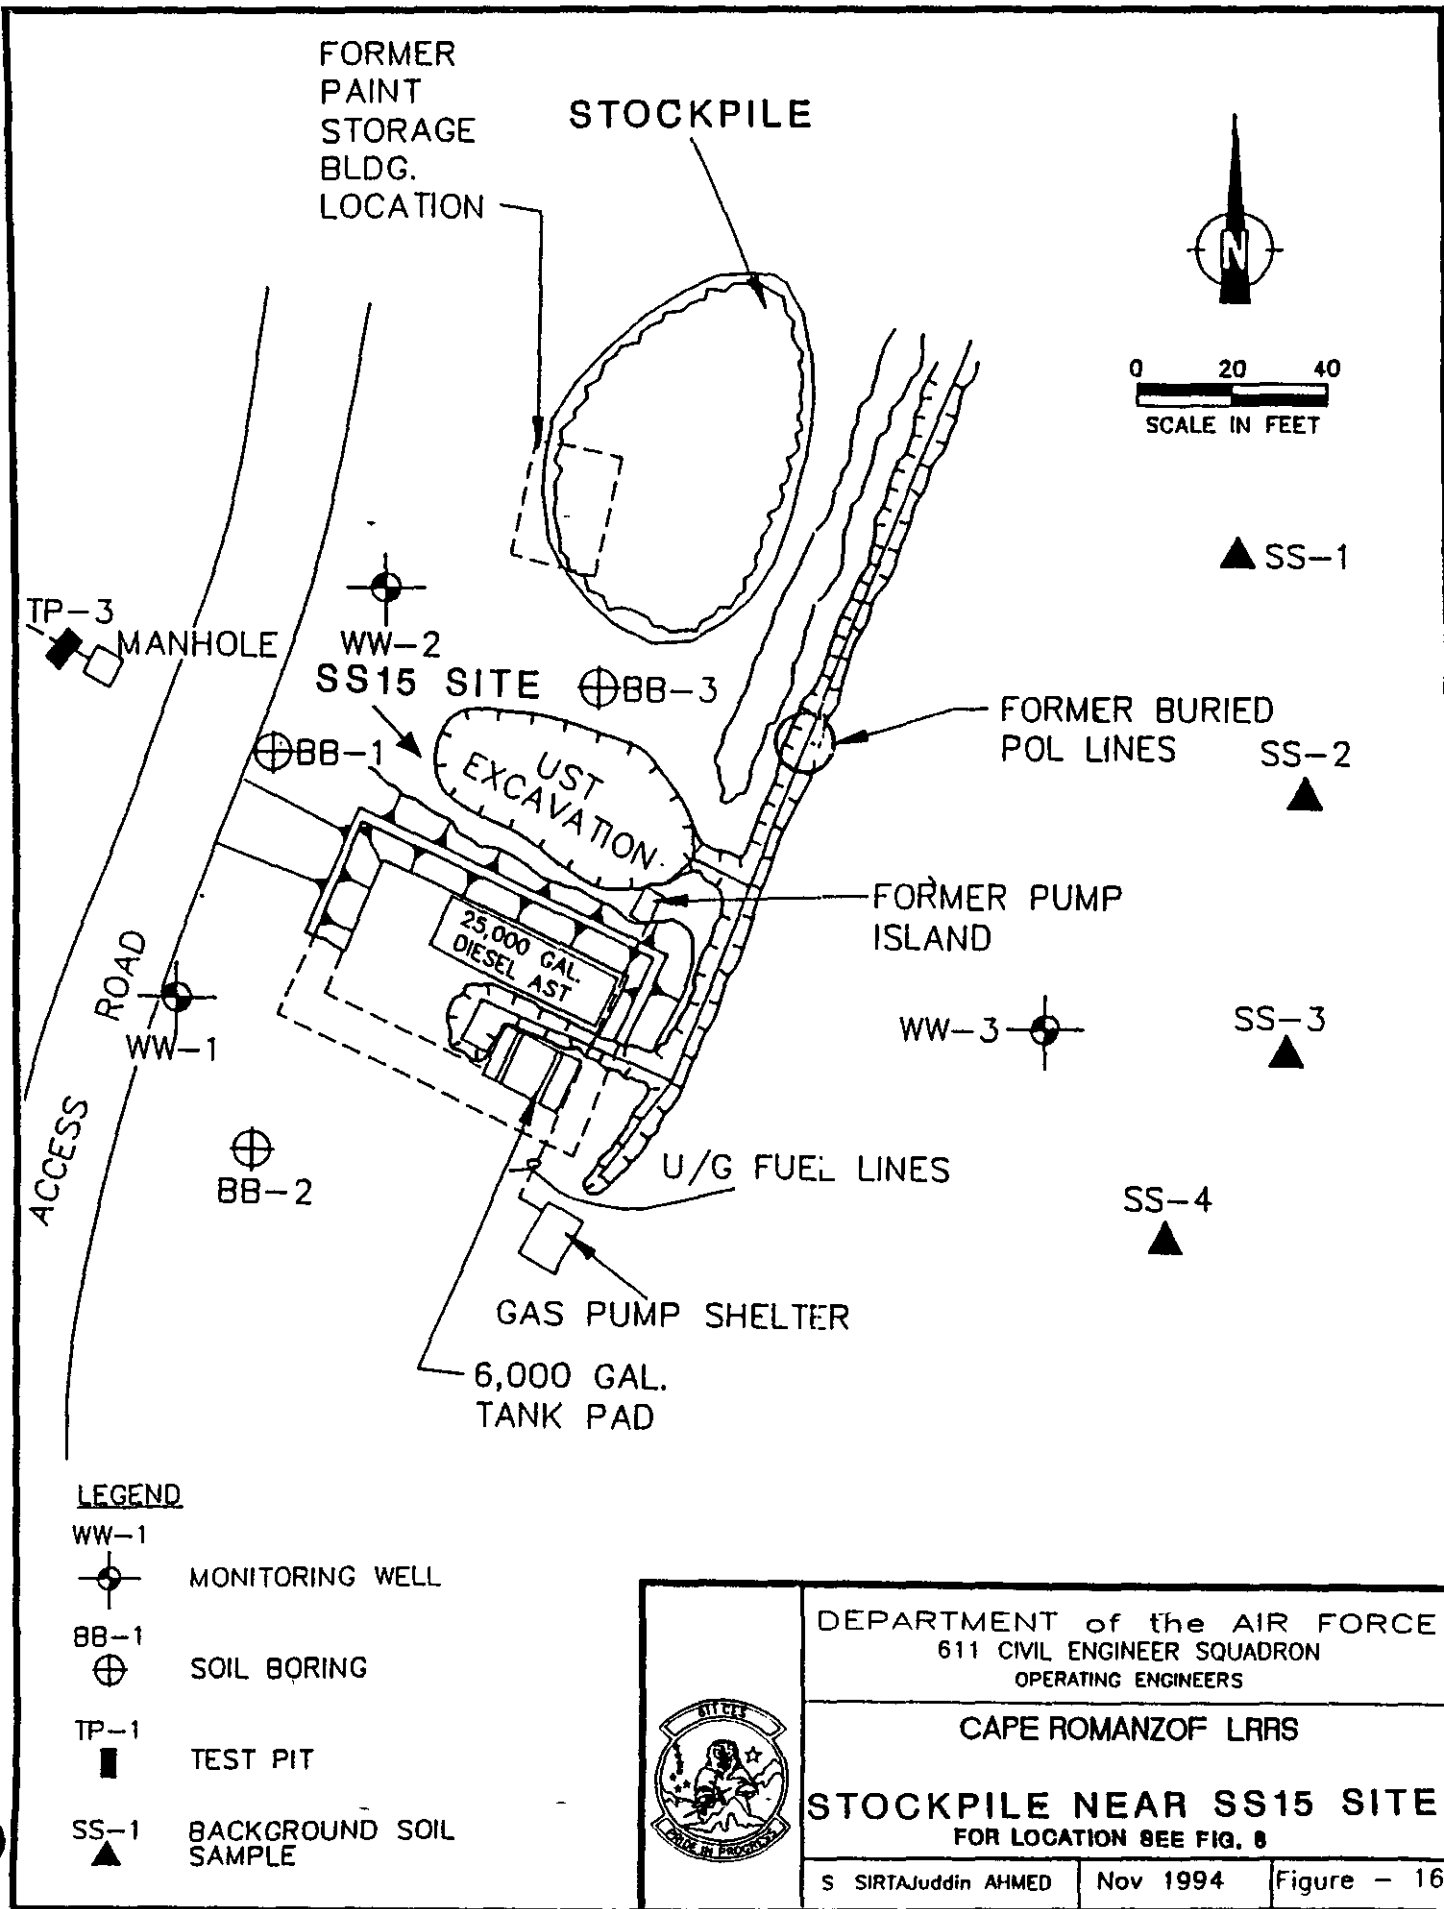 FORMER
PAINT
STORAGE
BLDG.
LOCATION
STOCKPILE
N
0 20 40
SCALE IN FEET
SS-1
TP-3
MANHOLE
WW-2
SS15 SITE
BB-3
BB-1
UST
EXCAVATION
FORMER BURIED
POL LINES
SS-2
FORMER PUMP
ISLAND
25,000 GAL.
DIESEL AST
WW-3
SS-3
ACCESS ROAD
WW-1
BB-2
U/G FUEL LINES
SS-4
GAS PUMP SHELTER
6,000 GAL.
TANK PAD
LEGEND
WW-1
MONITORING WELL
BB-1
SOIL BORING
TP-1
TEST PIT
SS-1
BACKGROUND SOIL
SAMPLE
611 CES
PRIDE IN PROGRESS
DEPARTMENT of the AIR FORCE
611 CIVIL ENGINEER SQUADRON
OPERATING ENGINEERS
CAPE ROMANZOF LRRS
STOCKPILE NEAR SS15 SITE
FOR LOCATION SEE FIG. 8
S SIRTAJuddin AHMED
Nov 1994
Figure - 16